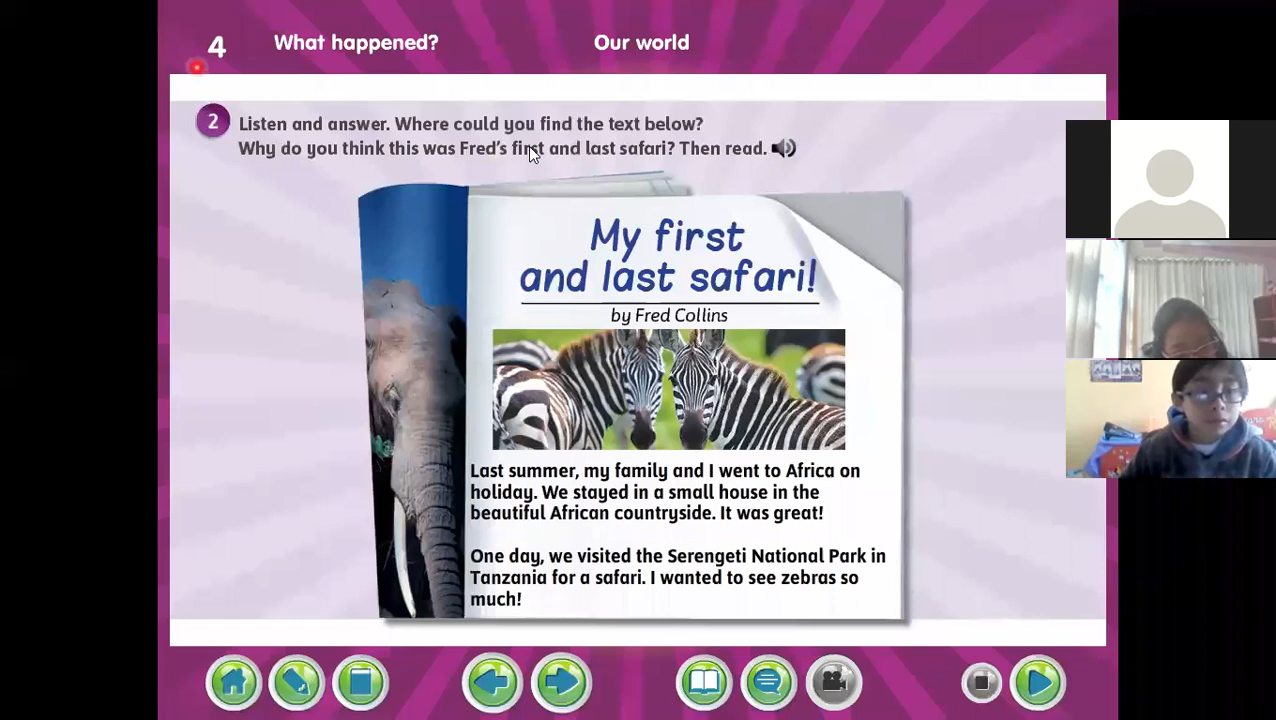 4 What happened? Our world
2 Listen and answer. Where could you find the text below?
Why do you think this was Fred's first and last safari? Then read.
My first
and last safari!
by Fred Collins
Last summer, my family and I went to Africa on
holiday. We stayed in a small house in the
beautiful African countryside. It was great!
One day, we visited the Serengeti National Park in
Tanzania for a safari. I wanted to see zebras so
much!